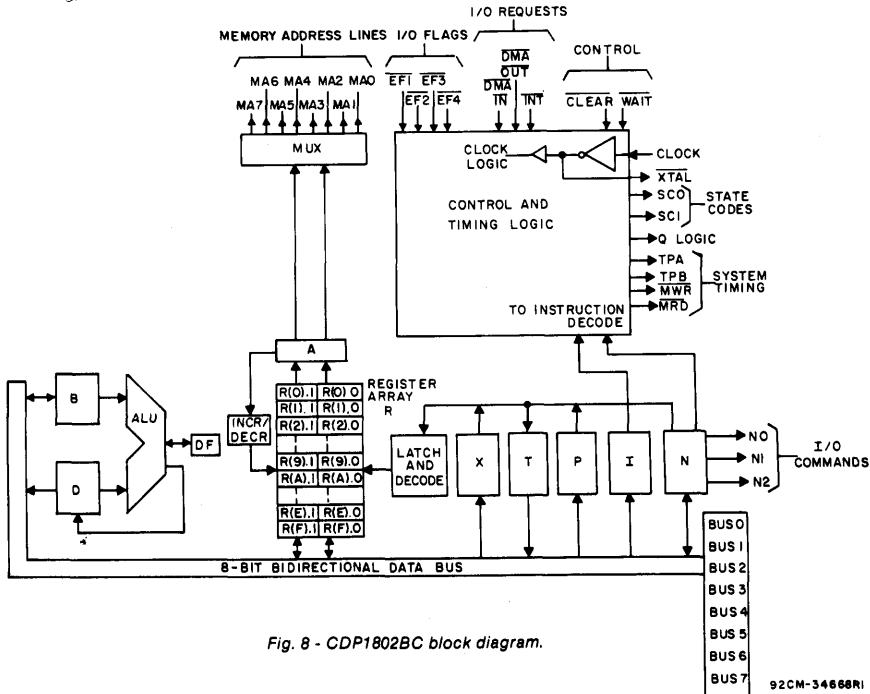 I/O REQUESTS
MEMORY ADDRESS LINES I/O FLAGS
CONTROL
DMA OUT
MA6 MA4 MA2 MA0
EF1 EF3
DMA IN
MA7 MA5 MA3 MA1
EF2 EF4
INT
CLEAR WAIT
MUX
CLOCK LOGIC
CLOCK
XTAL
CONTROL AND
TIMING LOGIC
SC0
SC1
STATE
CODES
Q LOGIC
TPA
TPB
MWR
MRD
SYSTEM
TIMING
TO INSTRUCTION
DECODE
A
REGISTER
ARRAY
R
R(0).1 R(0).0
R(1).1 R(1).0
R(2).1 R(2).0
R(9).1 R(9).0
R(A).1 R(A).0
R(E).1 R(E).0
R(F).1 R(F).0
B
ALU
D
DF
INCR/
DECR
LATCH
AND
DECODE
X
T
P
I
N
N0
N1
N2
I/O
COMMANDS
8-BIT BIDIRECTIONAL DATA BUS
BUS 0
BUS 1
BUS 2
BUS 3
BUS 4
BUS 5
BUS 6
BUS 7
Fig. 8 - CDP1802BC block diagram.
92CM-34668R1